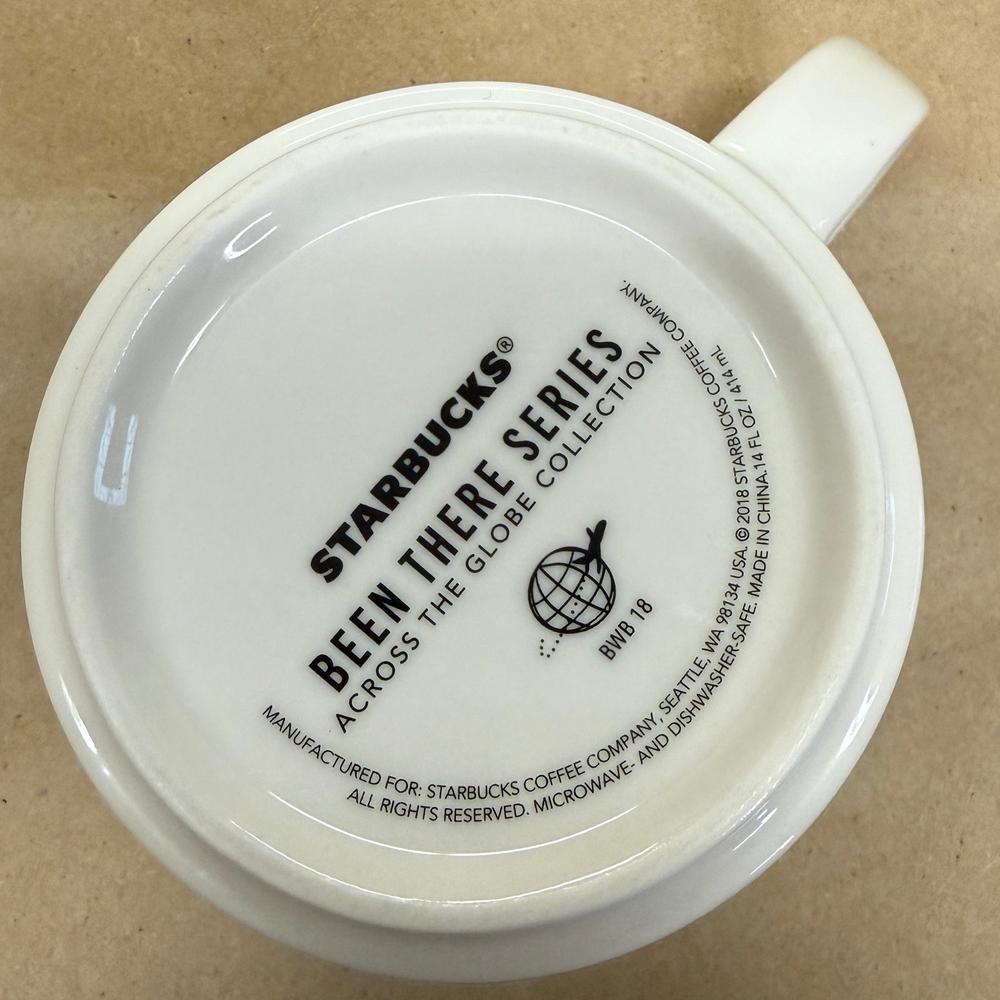 STARBUCKS®
BEEN THERE SERIES
ACROSS THE GLOBE COLLECTION
BWB 18
MANUFACTURED FOR: STARBUCKS COFFEE COMPANY, SEATTLE, WA 98134 USA. © 2018 STARBUCKS COFFEE COMPANY.
ALL RIGHTS RESERVED. MICROWAVE- AND DISHWASHER-SAFE. MADE IN CHINA.14 FL OZ / 414 mL